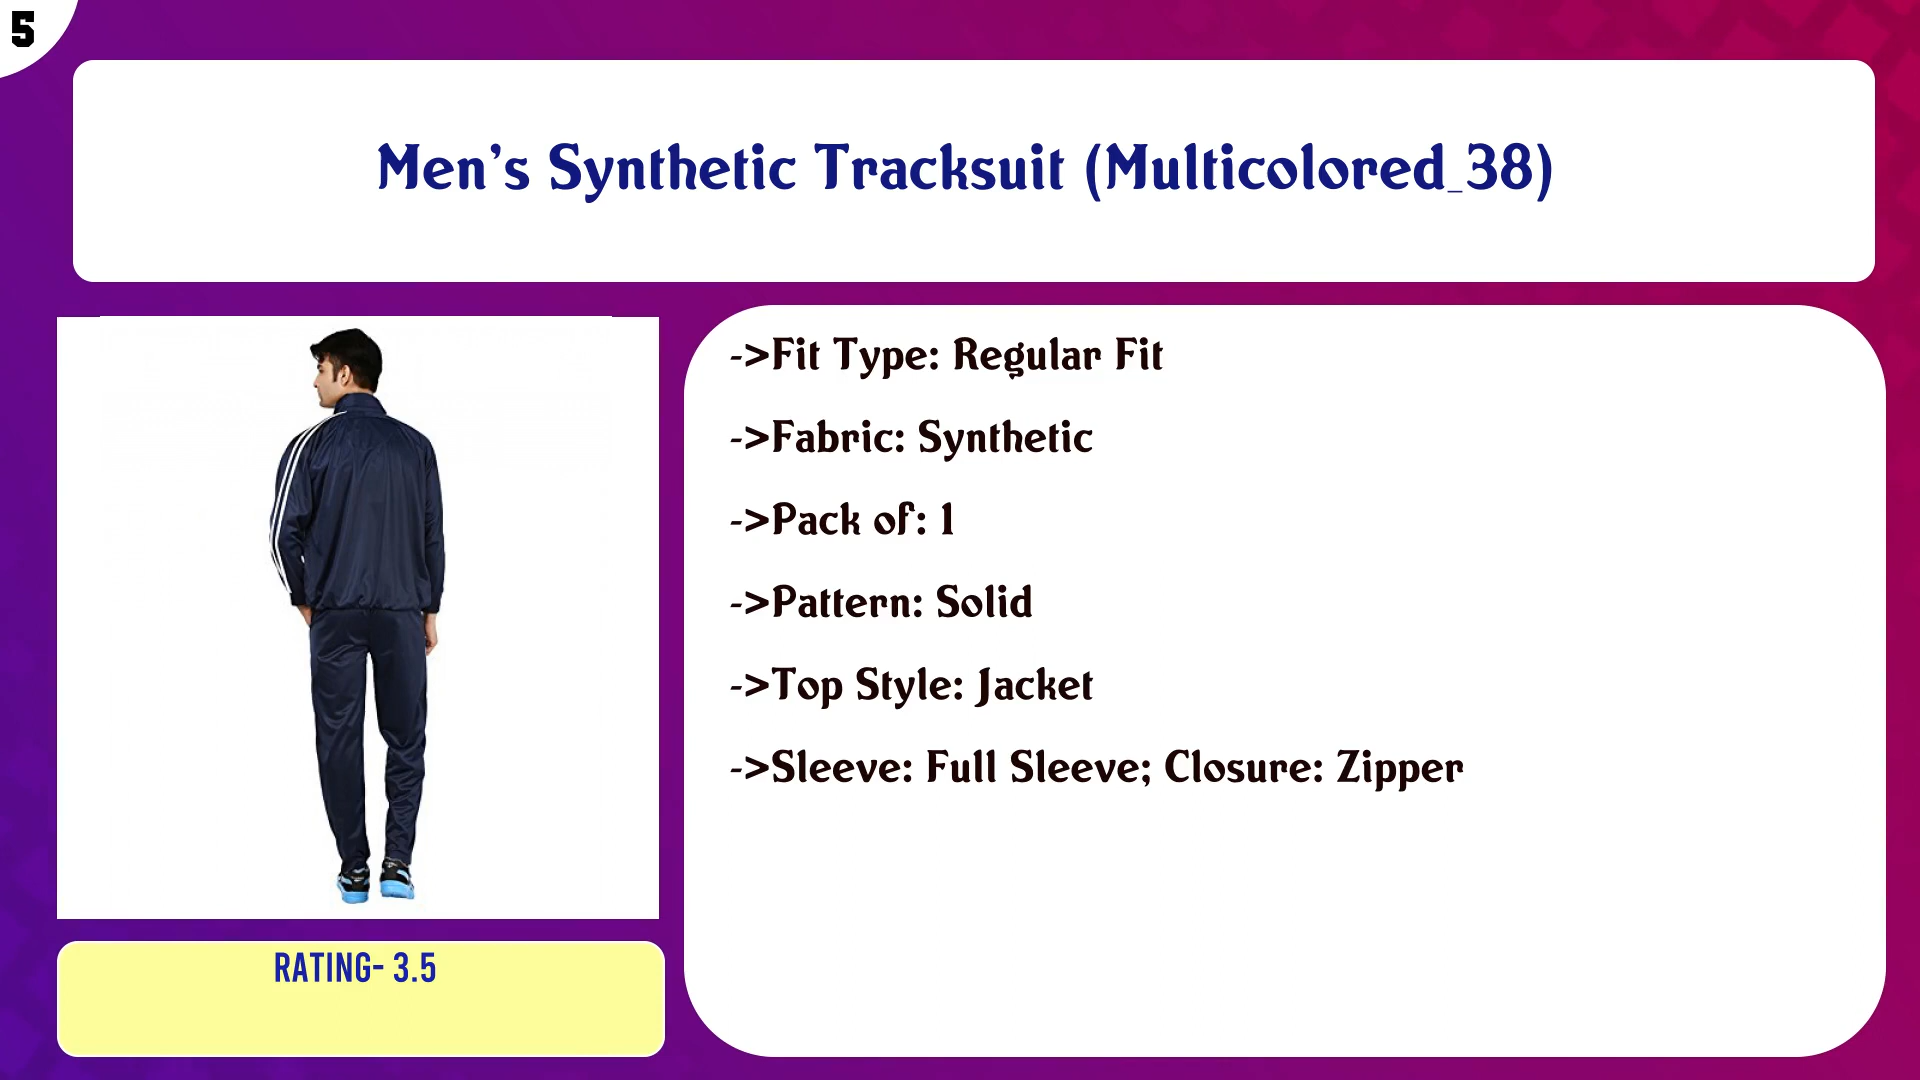 5
Men's Synthetic Tracksuit (Multicolored_38)
->Fit Type: Regular Fit
->Fabric: Synthetic
->Pack of: 1
->Pattern: Solid
->Top Style: Jacket
->Sleeve: Full Sleeve; Closure: Zipper
RATING- 3.5